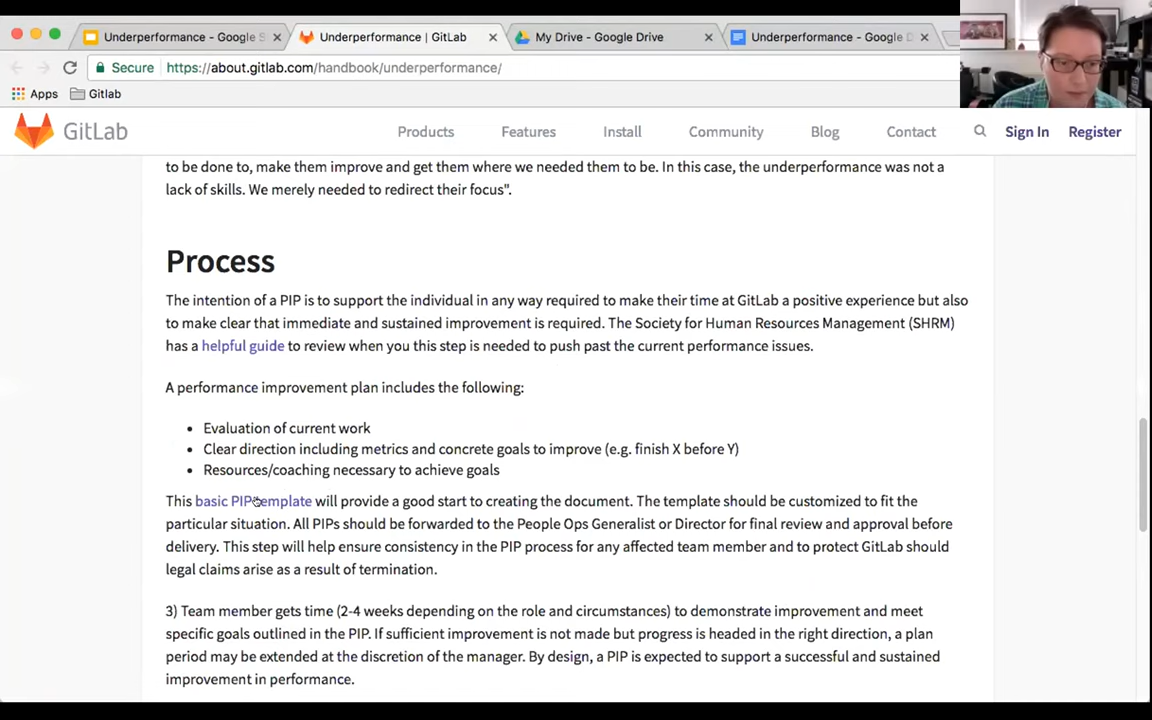 Underperformance - Google S
Underperformance | GitLab
My Drive - Google Drive
Underperformance - Google D
Secure
https://about.gitlab.com/handbook/underperformance/
Apps
Gitlab
GitLab
Products
Features
Install
Community
Blog
Contact
Sign In
Register
to be done to, make them improve and get them where we needed them to be. In this case, the underperformance was not a
lack of skills. We merely needed to redirect their focus".
Process
The intention of a PIP is to support the individual in any way required to make their time at GitLab a positive experience but also
to make clear that immediate and sustained improvement is required. The Society for Human Resources Management (SHRM)
has a helpful guide to review when you this step is needed to push past the current performance issues.
A performance improvement plan includes the following:
• Evaluation of current work
• Clear direction including metrics and concrete goals to improve (e.g. finish X before Y)
• Resources/coaching necessary to achieve goals
This basic PIP template will provide a good start to creating the document. The template should be customized to fit the
particular situation. All PIPs should be forwarded to the People Ops Generalist or Director for final review and approval before
delivery. This step will help ensure consistency in the PIP process for any affected team member and to protect GitLab should
legal claims arise as a result of termination.
3) Team member gets time (2-4 weeks depending on the role and circumstances) to demonstrate improvement and meet
specific goals outlined in the PIP. If sufficient improvement is not made but progress is headed in the right direction, a plan
period may be extended at the discretion of the manager. By design, a PIP is expected to support a successful and sustained
improvement in performance.